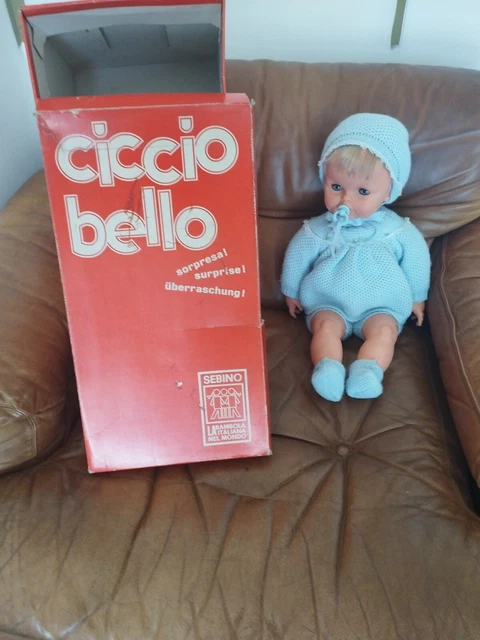 ciccio
bello
sorpresa!
surprise!
überraschung!
SEBINO
LA BAMBOLA
ITALIANA
NEL MONDO